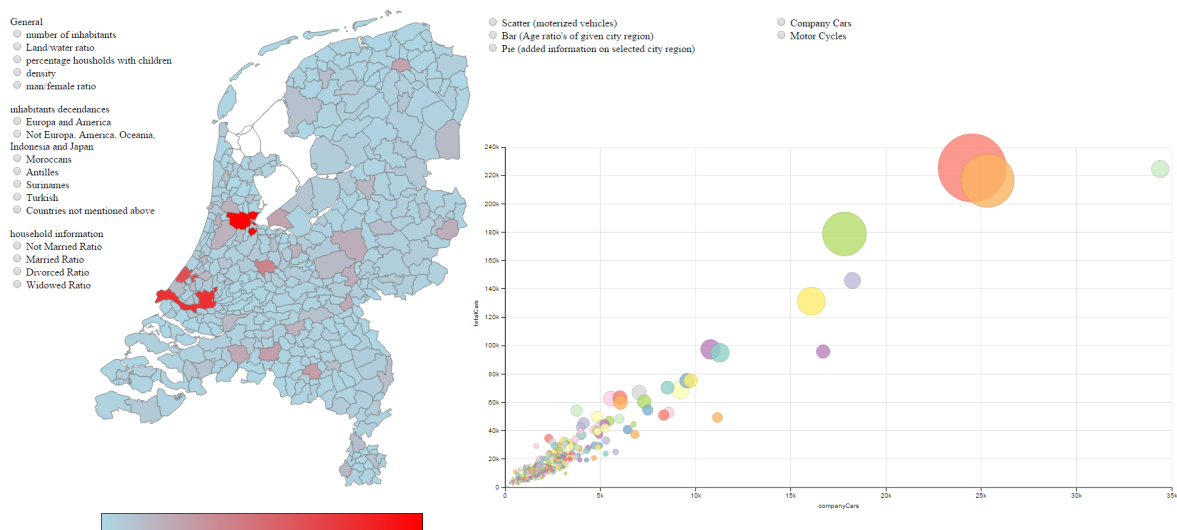 General
number of inhabitants
Land/water ratio
percentage housholds with children
density
man/female ratio
inhabitants decendances
Europa and America
Not Europa, America, Oceania,
Indonesia and Japan
Moroccans
Antilles
Surinames
Turkish
Countries not mentioned above
household information
Not Married Ratio
Married Ratio
Divorced Ratio
Widowed Ratio
Scatter (moterized vehicles)
Bar (Age ratio's of given city region)
Pie (added information on selected city region)
Company Cars
Motor Cycles
totalCars
240k
220k
200k
180k
160k
140k
120k
100k
80k
60k
40k
20k
0
0 5k 10k 15k 20k 25k 30k 35k
companyCars